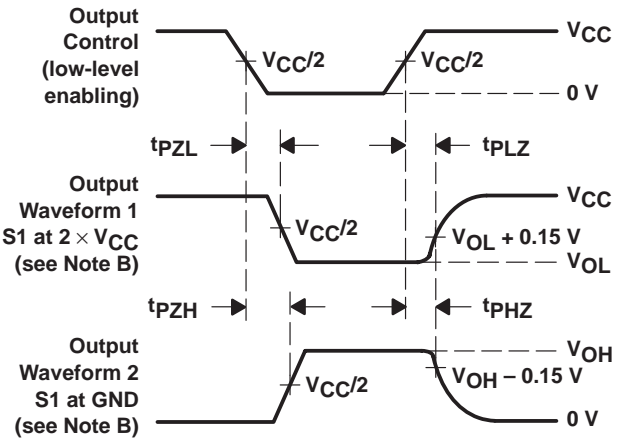 Output
Control
(low-level
enabling)
VCC/2
VCC/2
VCC
0 V
tPZL
tPLZ
Output
Waveform 1
S1 at 2 × VCC
(see Note B)
VCC/2
VCC
VOL + 0.15 V
VOL
tPZH
tPHZ
Output
Waveform 2
S1 at GND
(see Note B)
VCC/2
VOH
VOH – 0.15 V
0 V